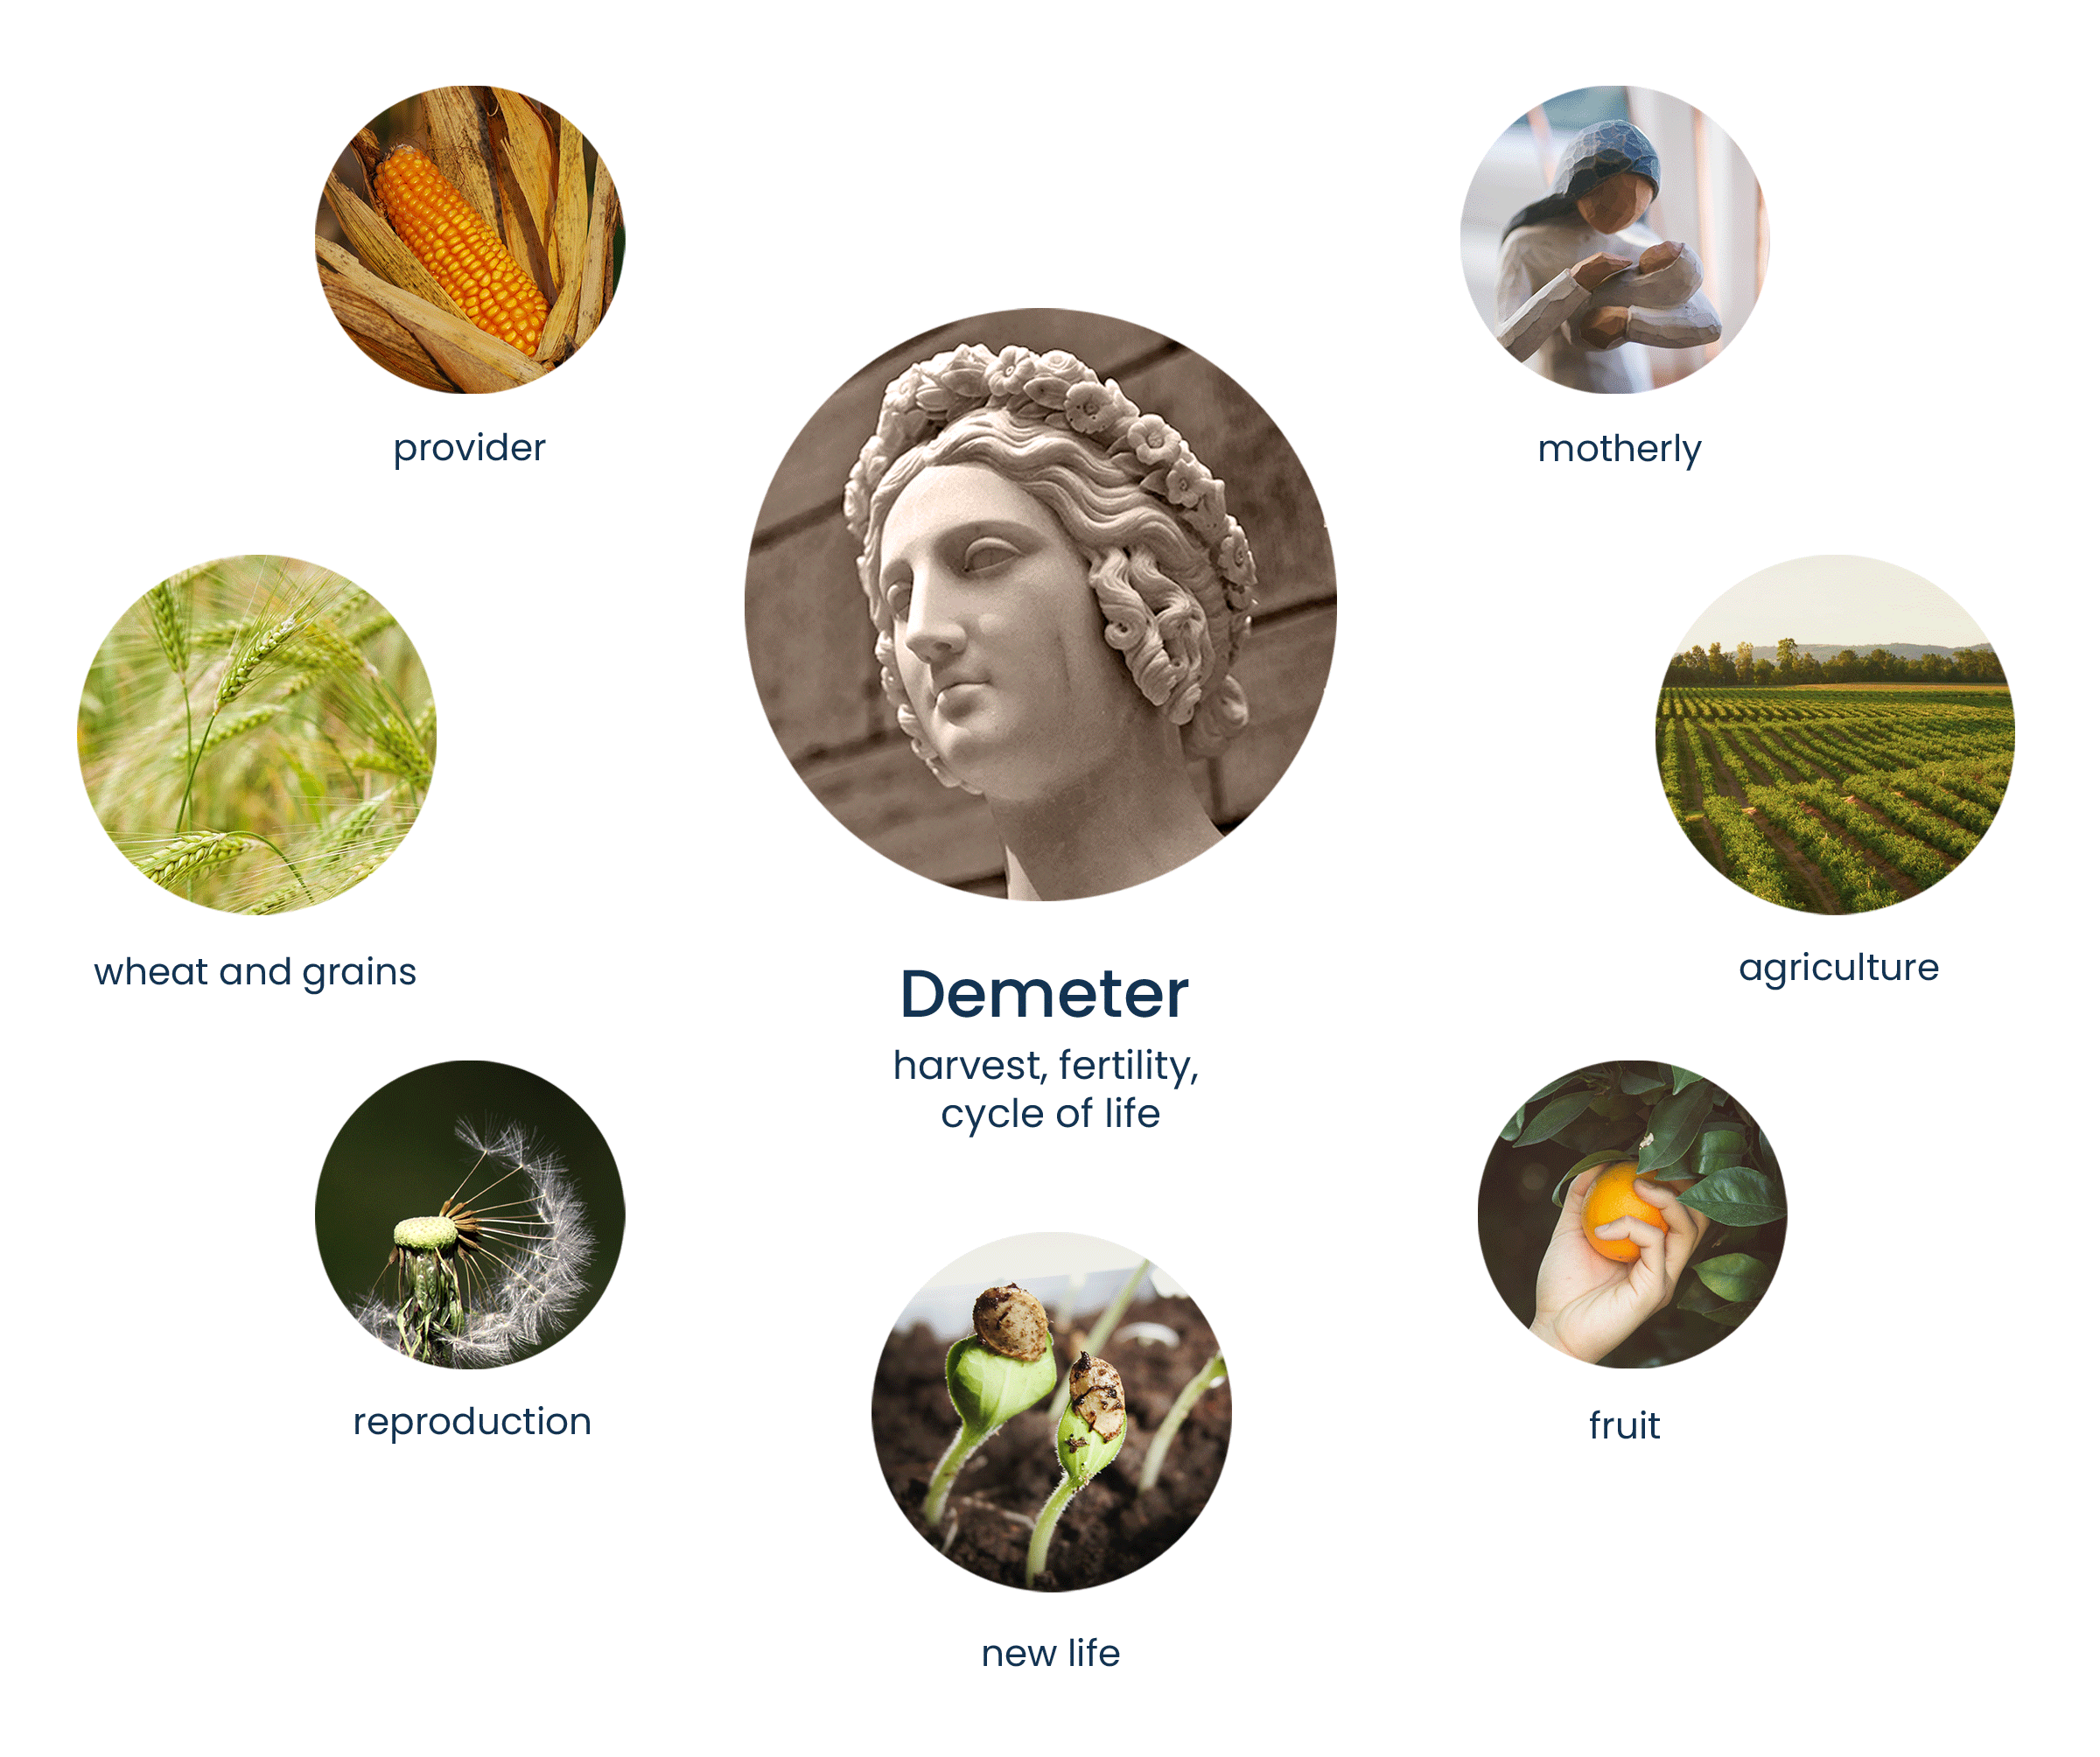 provider
motherly
wheat and grains
agriculture
Demeter
harvest, fertility,
cycle of life
reproduction
fruit
new life